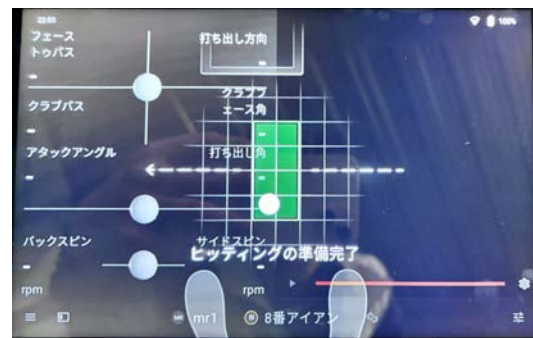 22:55
100%
フェース
トゥパス
-
打ち出し方向
-
クラブパス
-
クラブフ
ェース角
-
アタックアングル
-
打ち出し角
-
バックスピン
-
rpm
サイドスピン
-
rpm
ヒッティングの準備完了
mr1
8番アイアン